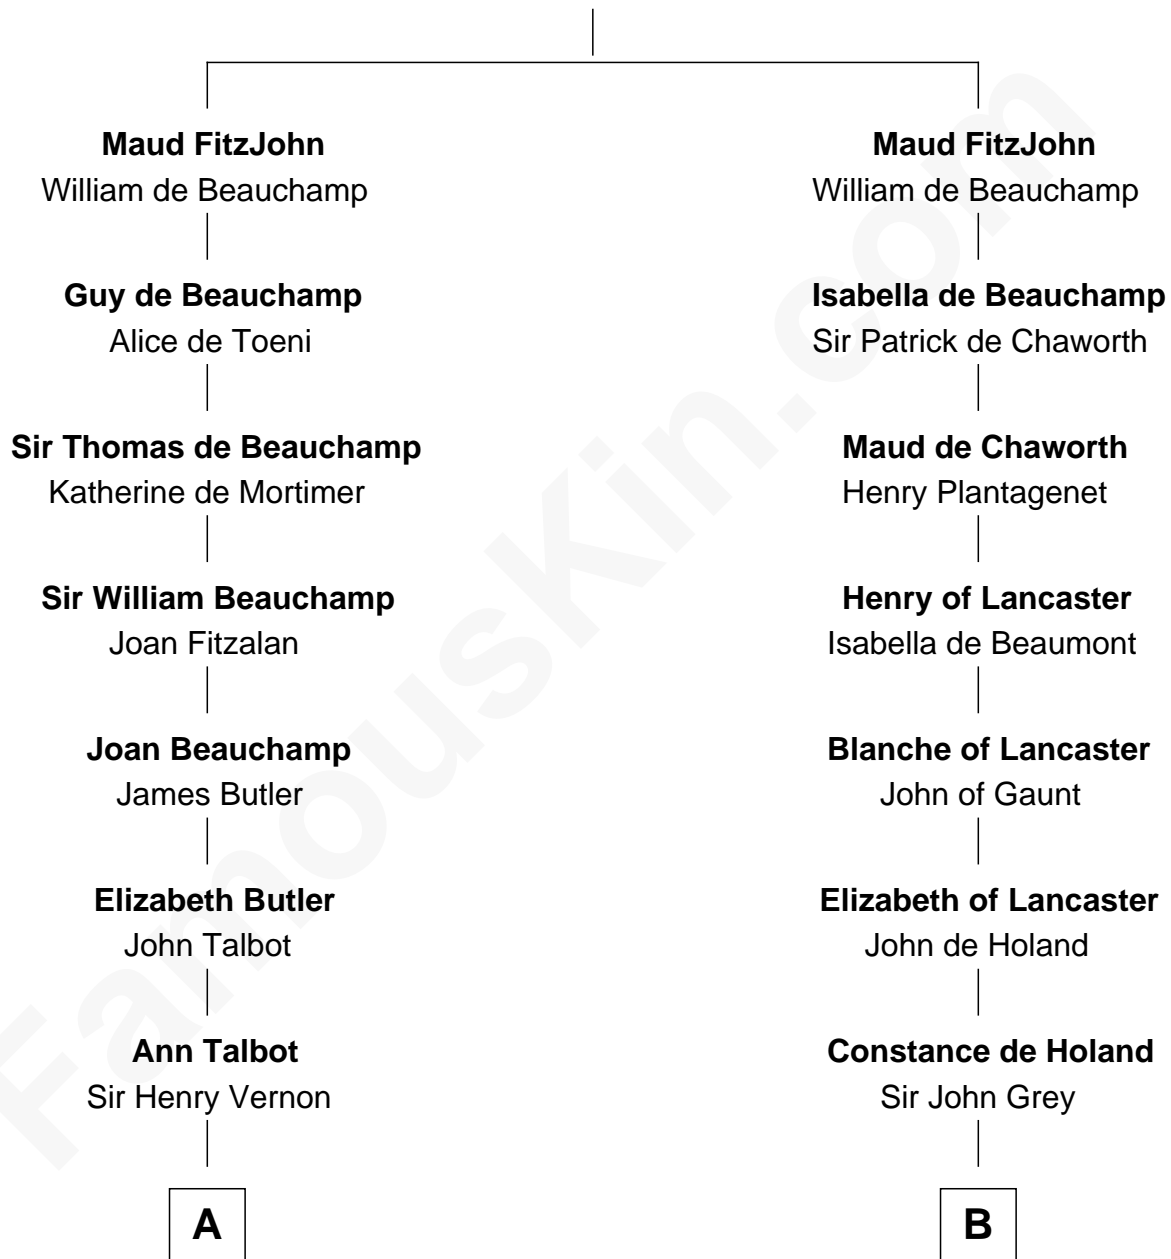 Maud FitzJohn
William de Beauchamp
Guy de Beauchamp
Alice de Toeni
Sir Thomas de Beauchamp
Katherine de Mortimer
Sir William Beauchamp
Joan Fitzalan
Joan Beauchamp
James Butler
Elizabeth Butler
John Talbot
Ann Talbot
Sir Henry Vernon
A
Maud FitzJohn
William de Beauchamp
Isabella de Beauchamp
Sir Patrick de Chaworth
Maud de Chaworth
Henry Plantagenet
Henry of Lancaster
Isabella de Beaumont
Blanche of Lancaster
John of Gaunt
Elizabeth of Lancaster
John de Holand
Constance de Holand
Sir John Grey
B
FamousKin.com